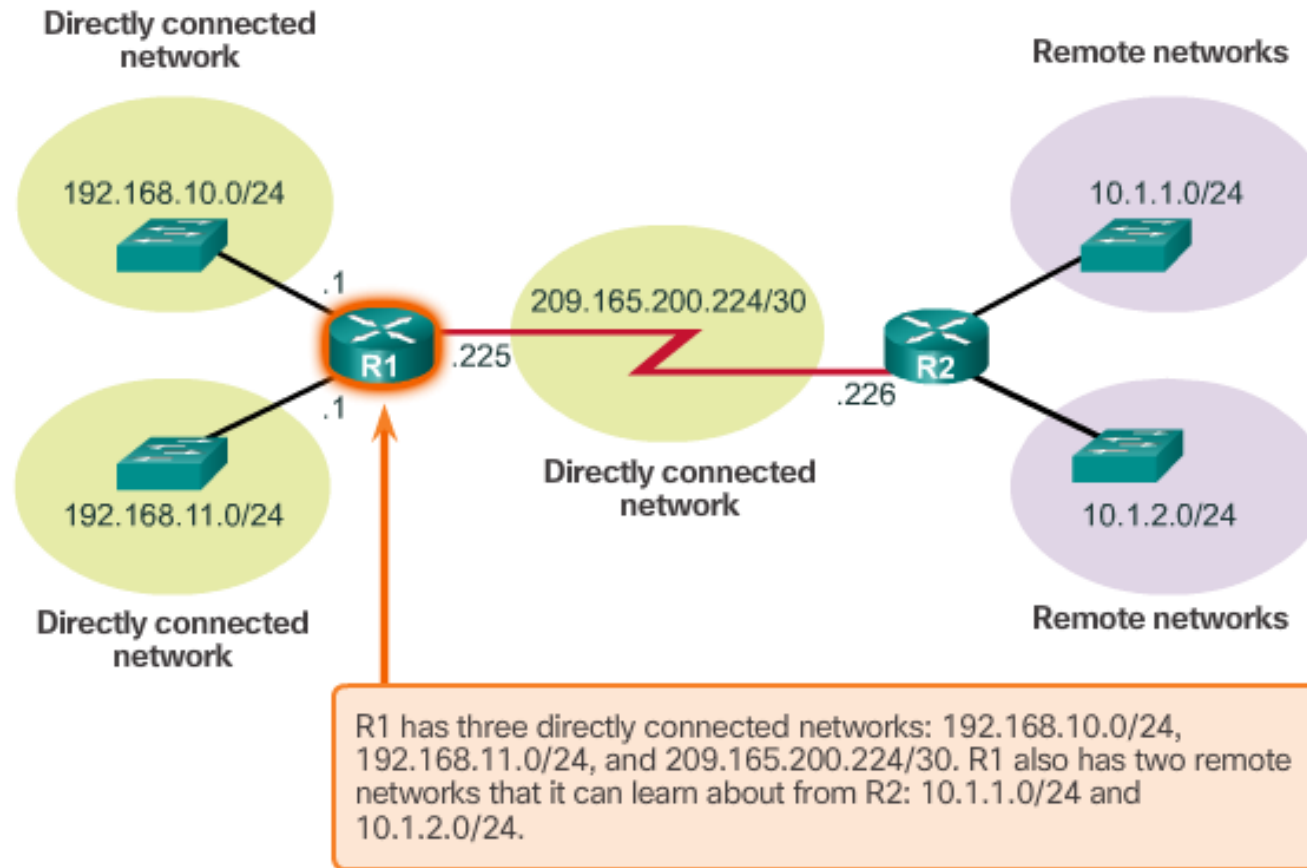 Directly connected
network
Remote networks
192.168.10.0/24
10.1.1.0/24
.1
209.165.200.224/30
R1
.225
R2
.226
.1
192.168.11.0/24
Directly connected
network
10.1.2.0/24
Directly connected
network
Remote networks
R1 has three directly connected networks: 192.168.10.0/24,
192.168.11.0/24, and 209.165.200.224/30. R1 also has two remote
networks that it can learn about from R2: 10.1.1.0/24 and
10.1.2.0/24.